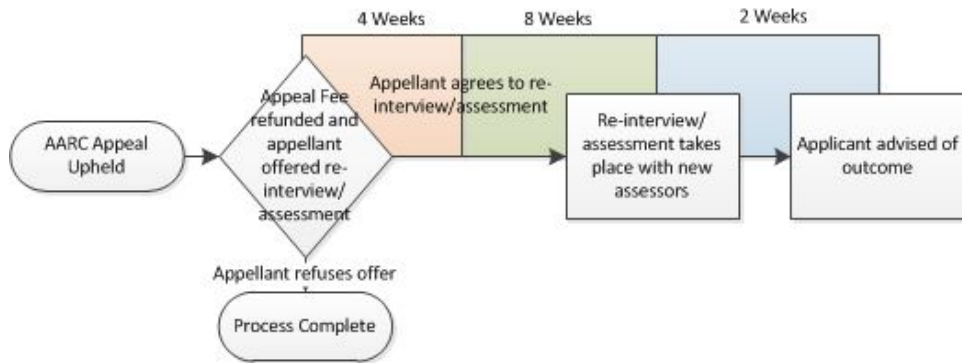 4 Weeks
8 Weeks
2 Weeks
AARC Appeal
Upheld
Appeal Fee
refunded and
appellant
offered re-
interview/
assessment
Appellant agrees to re-
interview/assessment
Re-interview/
assessment takes
place with new
assessors
Applicant advised of
outcome
Appellant refuses offer
Process Complete